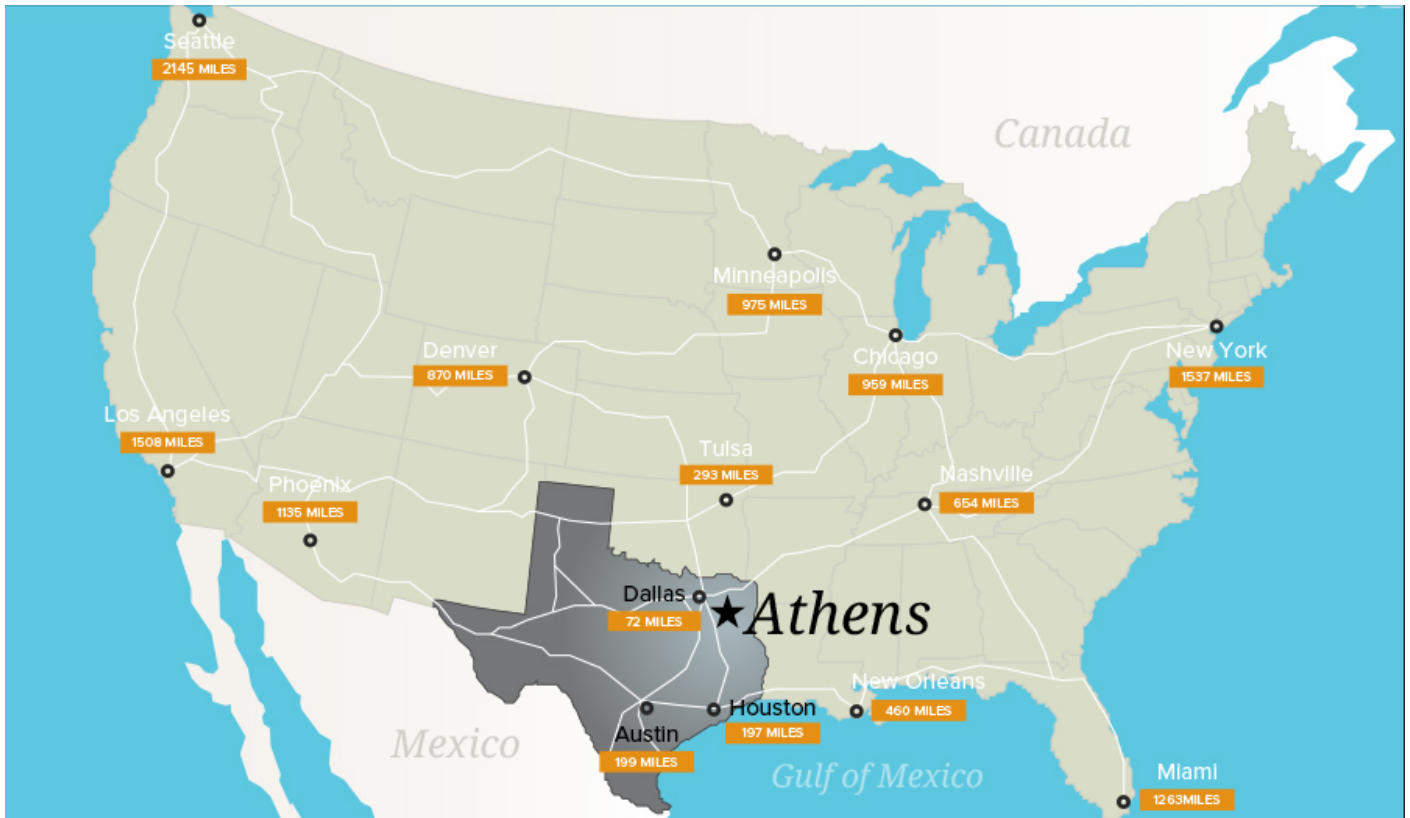 Seattle
2145 MILES
Canada
Minneapolis
975 MILES
Denver
870 MILES
Chicago
959 MILES
New York
1537 MILES
Los Angeles
1508 MILES
Tulsa
293 MILES
Phoenix
1135 MILES
Nashville
654 MILES
Dallas
72 MILES
Athens
New Orleans
460 MILES
Houston
197 MILES
Austin
199 MILES
Mexico
Gulf of Mexico
Miami
1263MILES